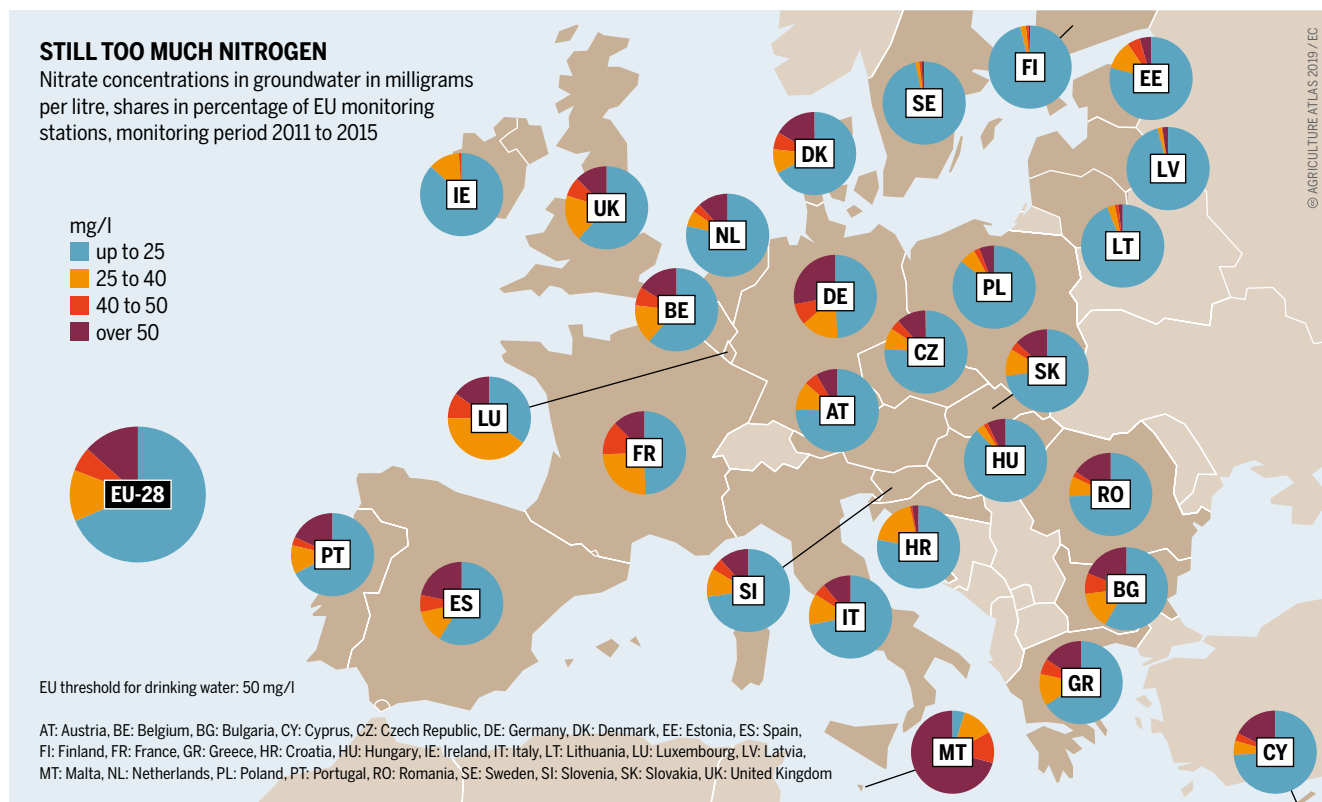 STILL TOO MUCH NITROGEN
Nitrate concentrations in groundwater in milligrams
per litre, shares in percentage of EU monitoring
stations, monitoring period 2011 to 2015
mg/l
up to 25
25 to 40
40 to 50
over 50
FI
EE
SE
DK
LV
IE
UK
NL
LT
PL
DE
BE
CZ
SK
AT
LU
FR
HU
EU-28
RO
HR
PT
SI
BG
ES
IT
GR
MT
CY
EU threshold for drinking water: 50 mg/l
AT: Austria, BE: Belgium, BG: Bulgaria, CY: Cyprus, CZ: Czech Republic, DE: Germany, DK: Denmark, EE: Estonia, ES: Spain,
FI: Finland, FR: France, GR: Greece, HR: Croatia, HU: Hungary, IE: Ireland, IT: Italy, LT: Lithuania, LU: Luxembourg, LV: Latvia,
MT: Malta, NL: Netherlands, PL: Poland, PT: Portugal, RO: Romania, SE: Sweden, SI: Slovenia, SK: Slovakia, UK: United Kingdom
AGRICULTURE ATLAS 2019 / EC